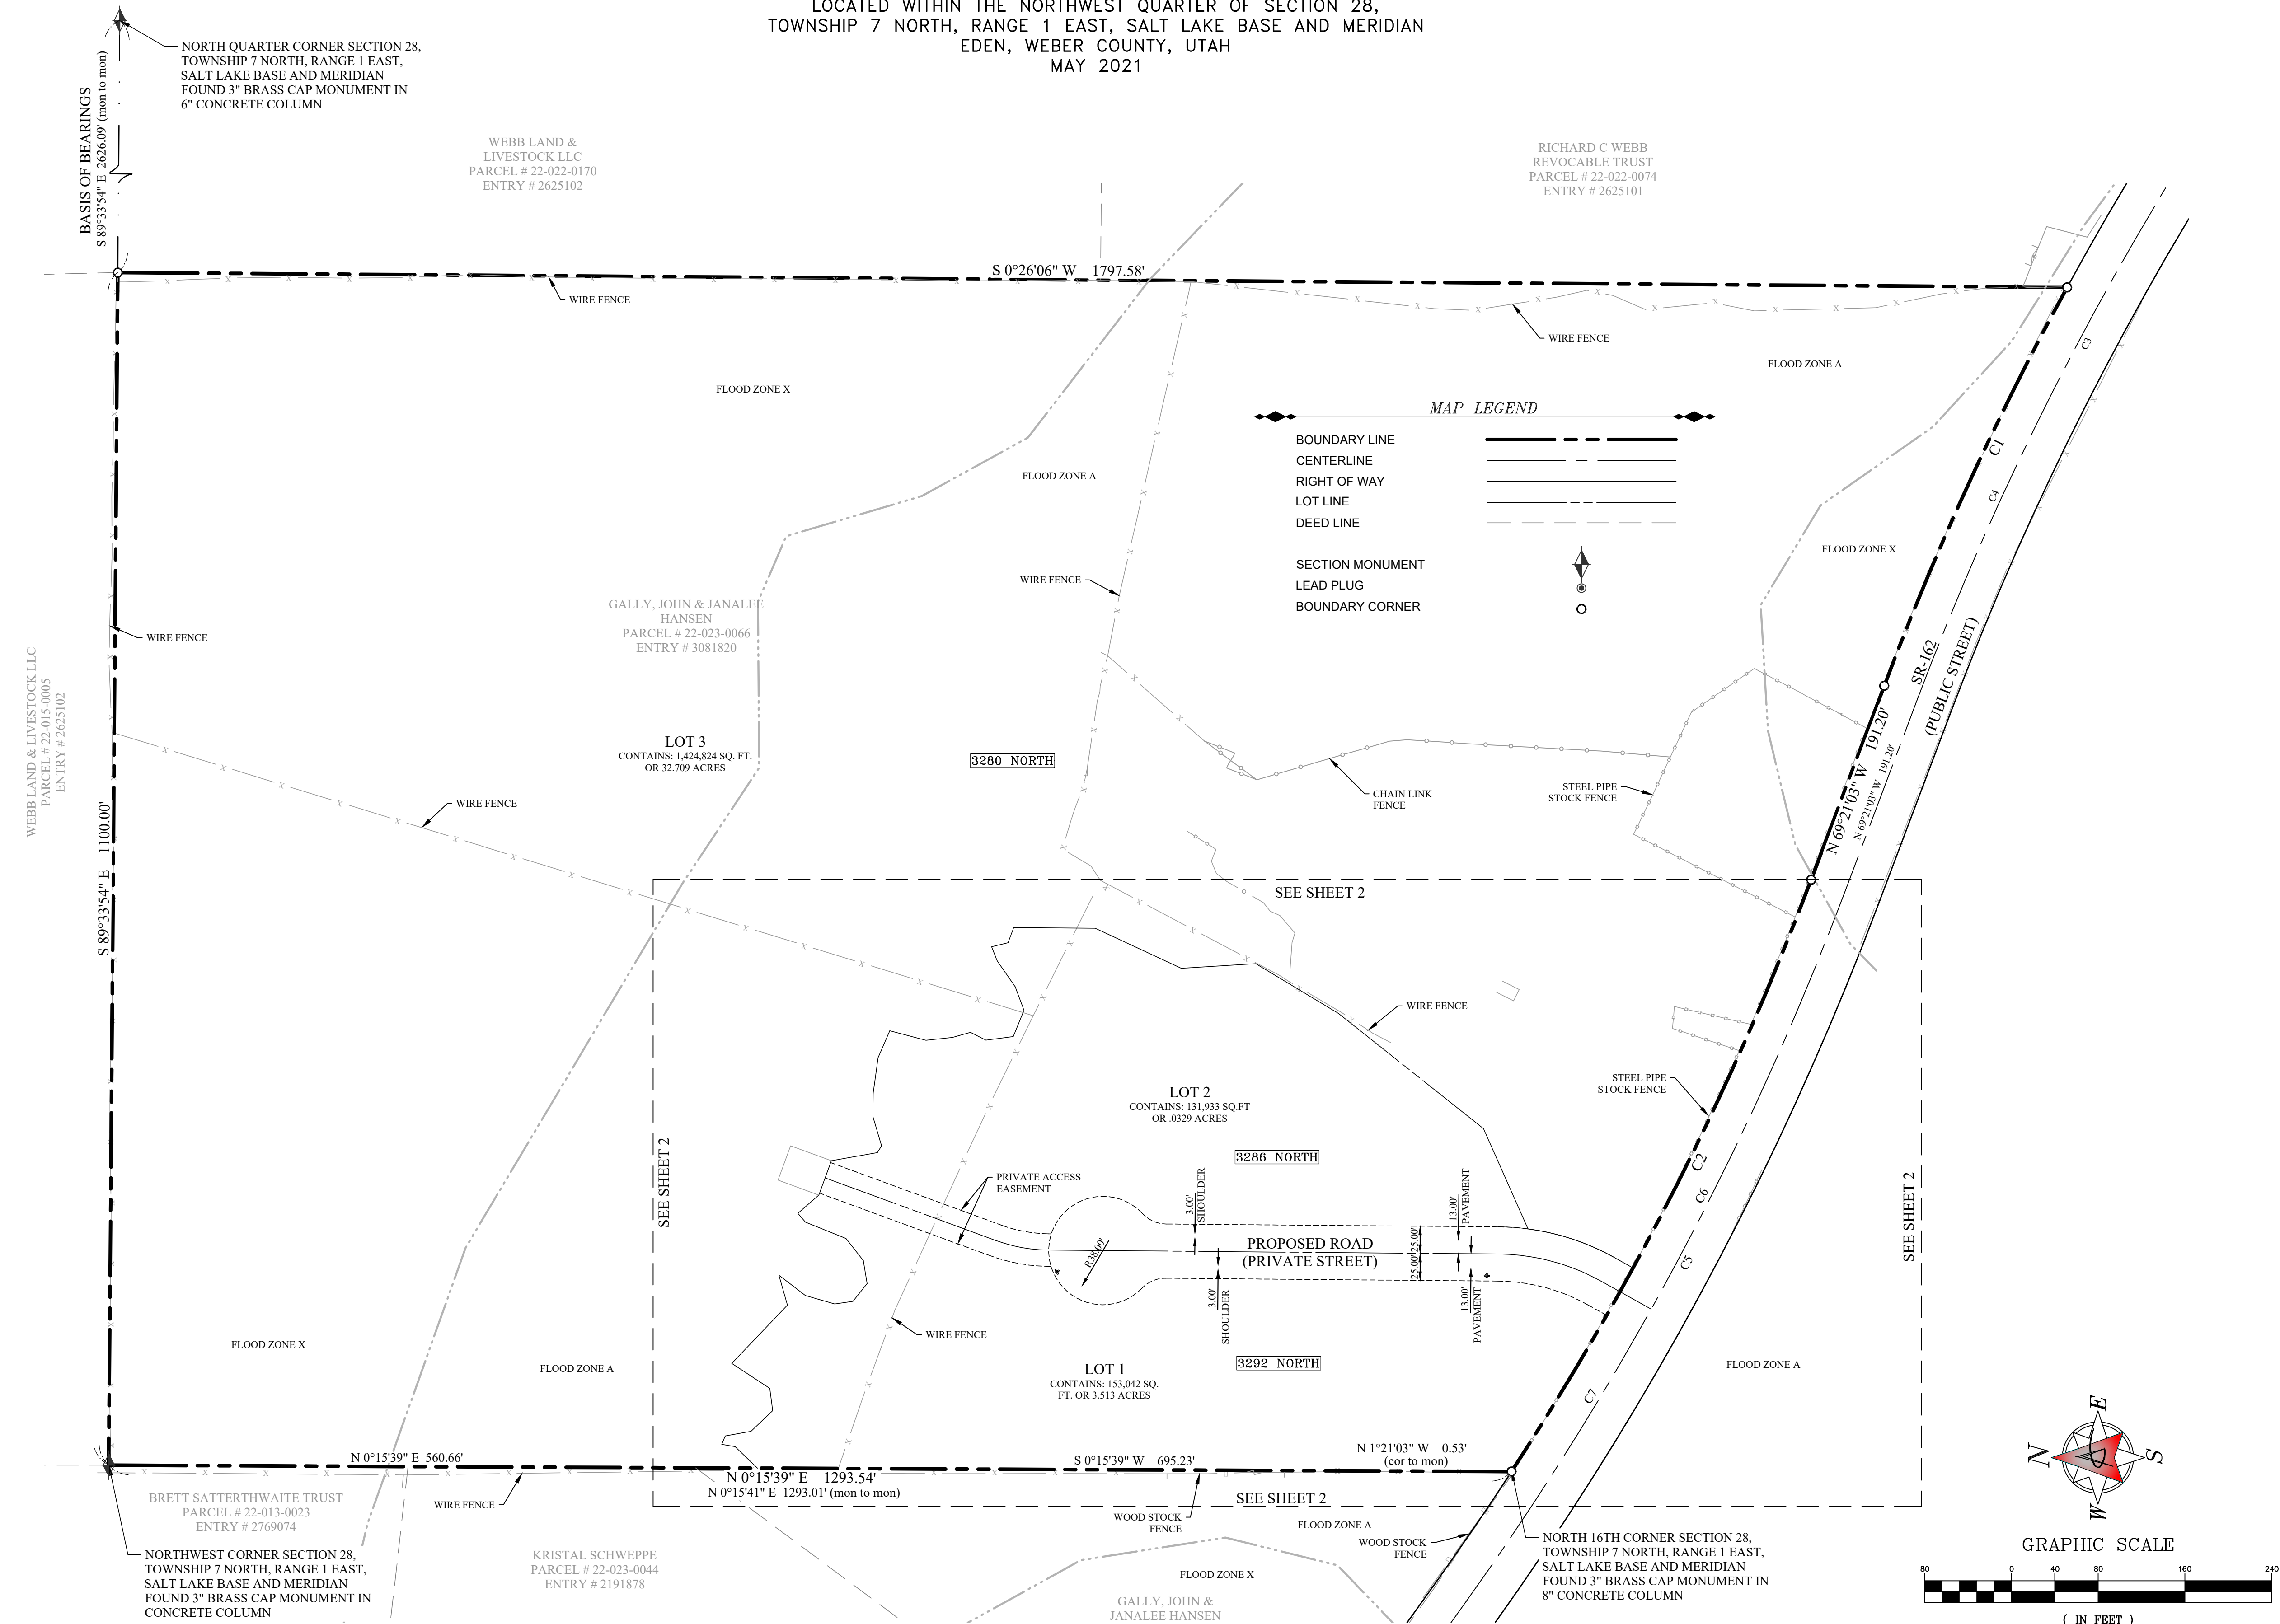 LOCATED WITHIN THE NORTHWEST QUARTER OF SECTION 28,
TOWNSHIP 7 NORTH, RANGE 1 EAST, SALT LAKE BASE AND MERIDIAN
EDEN, WEBER COUNTY, UTAH
MAY 2021
NORTH QUARTER CORNER SECTION 28,
TOWNSHIP 7 NORTH, RANGE 1 EAST,
SALT LAKE BASE AND MERIDIAN
FOUND 3" BRASS CAP MONUMENT IN
6" CONCRETE COLUMN
BASIS OF BEARINGS
S 89°33'54" E 2626.09' (mon to mon)
WEBB LAND &
LIVESTOCK LLC
PARCEL # 22-022-0170
ENTRY # 2625102
RICHARD C WEBB
REVOCABLE TRUST
PARCEL # 22-022-0074
ENTRY # 2625101
S 0°26'06" W 1797.58'
WIRE FENCE
WIRE FENCE
FLOOD ZONE A
FLOOD ZONE X
C3
MAP LEGEND
BOUNDARY LINE
CENTERLINE
RIGHT OF WAY
LOT LINE
DEED LINE
SECTION MONUMENT
LEAD PLUG
BOUNDARY CORNER
C1
C4
FLOOD ZONE A
FLOOD ZONE X
WIRE FENCE
GALLY, JOHN & JANALEE
HANSEN
PARCEL # 22-023-0066
ENTRY # 3081820
WIRE FENCE
WEBB LAND & LIVESTOCK LLC
PARCEL # 22-015-0005
ENTRY # 2625102
SR-162
(PUBLIC STREET)
N 69°21'03" W 191.20'
N 69°21'03" W 191.20'
LOT 3
CONTAINS: 1,424,824 SQ. FT.
OR 32.709 ACRES
3280 NORTH
CHAIN LINK
FENCE
STEEL PIPE
STOCK FENCE
WIRE FENCE
S 89°33'54" E 1100.00'
SEE SHEET 2
WIRE FENCE
LOT 2
CONTAINS: 131,933 SQ.FT
OR .0329 ACRES
STEEL PIPE
STOCK FENCE
3286 NORTH
C2
C6
C5
SEE SHEET 2
SEE SHEET 2
PRIVATE ACCESS
EASEMENT
3.00'
SHOULDER
13.00'
PAVEMENT
R38.00'
PROPOSED ROAD
(PRIVATE STREET)
25.00'
25.00'
3.00'
SHOULDER
13.00'
PAVEMENT
WIRE FENCE
FLOOD ZONE X
FLOOD ZONE A
LOT 1
CONTAINS: 153,042 SQ.
FT. OR 3.513 ACRES
3292 NORTH
FLOOD ZONE A
C7
N 0°15'39" E 560.66'
N 0°15'39" E 1293.54'
N 0°15'41" E 1293.01' (mon to mon)
S 0°15'39" W 695.23'
N 1°21'03" W 0.53'
(cor to mon)
SEE SHEET 2
BRETT SATTERTHWAITE TRUST
PARCEL # 22-013-0023
ENTRY # 2769074
WIRE FENCE
WOOD STOCK
FENCE
FLOOD ZONE A
WOOD STOCK
FENCE
NORTHWEST CORNER SECTION 28,
TOWNSHIP 7 NORTH, RANGE 1 EAST,
SALT LAKE BASE AND MERIDIAN
FOUND 3" BRASS CAP MONUMENT IN
CONCRETE COLUMN
KRISTAL SCHWEPPE
PARCEL # 22-023-0044
ENTRY # 2191878
FLOOD ZONE X
GALLY, JOHN &
JANALEE HANSEN
NORTH 16TH CORNER SECTION 28,
TOWNSHIP 7 NORTH, RANGE 1 EAST,
SALT LAKE BASE AND MERIDIAN
FOUND 3" BRASS CAP MONUMENT IN
8" CONCRETE COLUMN
E
N
S
W
GRAPHIC SCALE
80 0 40 80 160 240
( IN FEET )